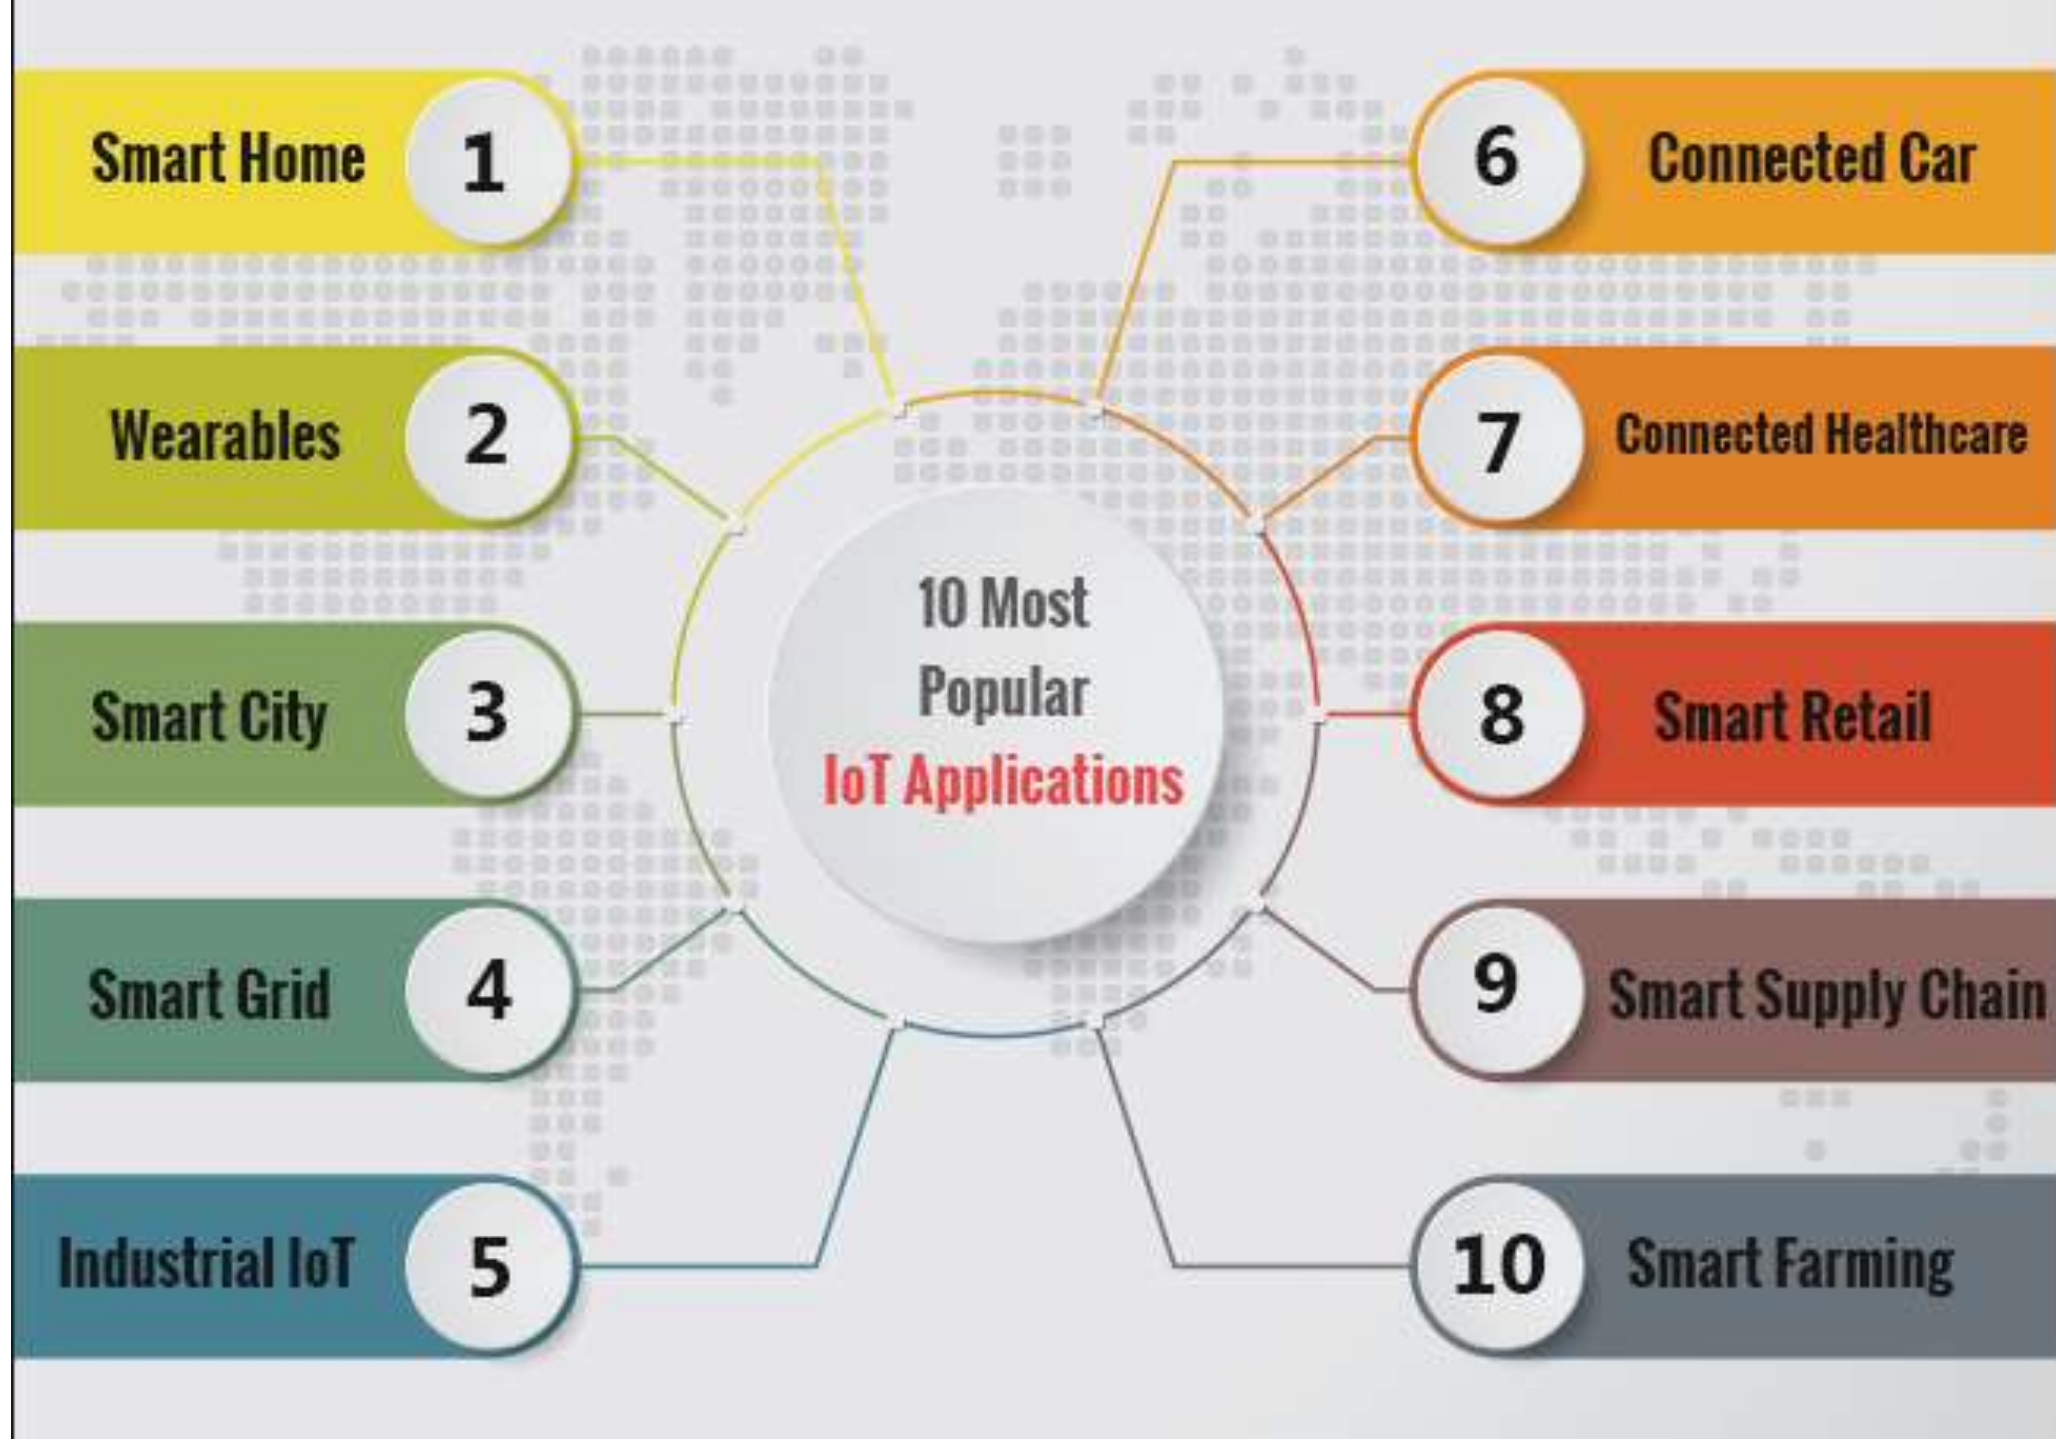 Smart Home 1
Wearables 2
Smart City 3
Smart Grid 4
Industrial IoT 5
10 Most
Popular
IoT Applications
6 Connected Car
7 Connected Healthcare
8 Smart Retail
9 Smart Supply Chain
10 Smart Farming